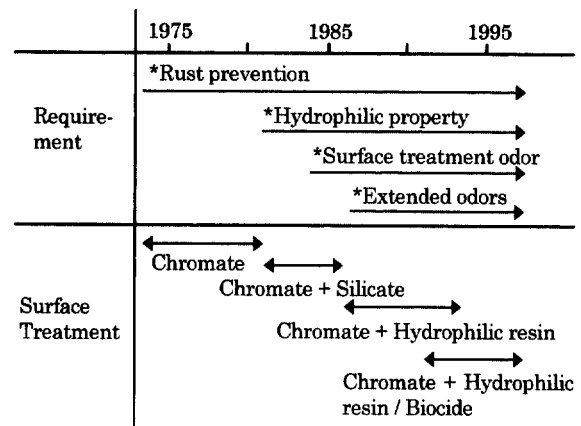 1975 1985 1995
*Rust prevention
Require-
ment
*Hydrophilic property
*Surface treatment odor
*Extended odors
Chromate
Chromate + Silicate
Surface
Treatment
Chromate + Hydrophilic resin
Chromate + Hydrophilic
resin / Biocide